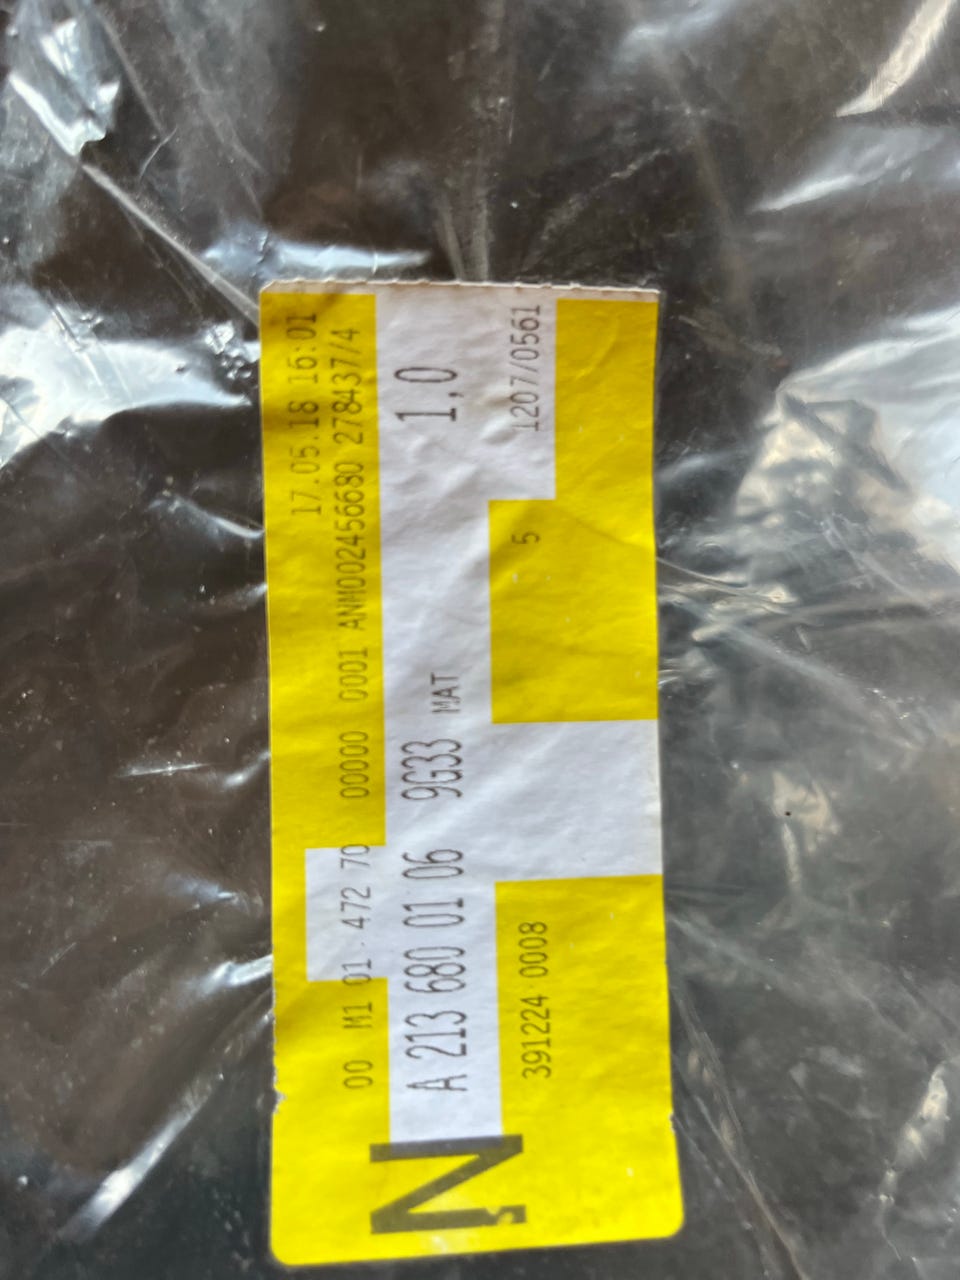 17.05.18 16:01
00 M1 01 472 70 00000 0001 ANM002456680 278437/4
N A 213 680 01 06 9G33 MAT 1,0
391224 0008 5 1207/0561